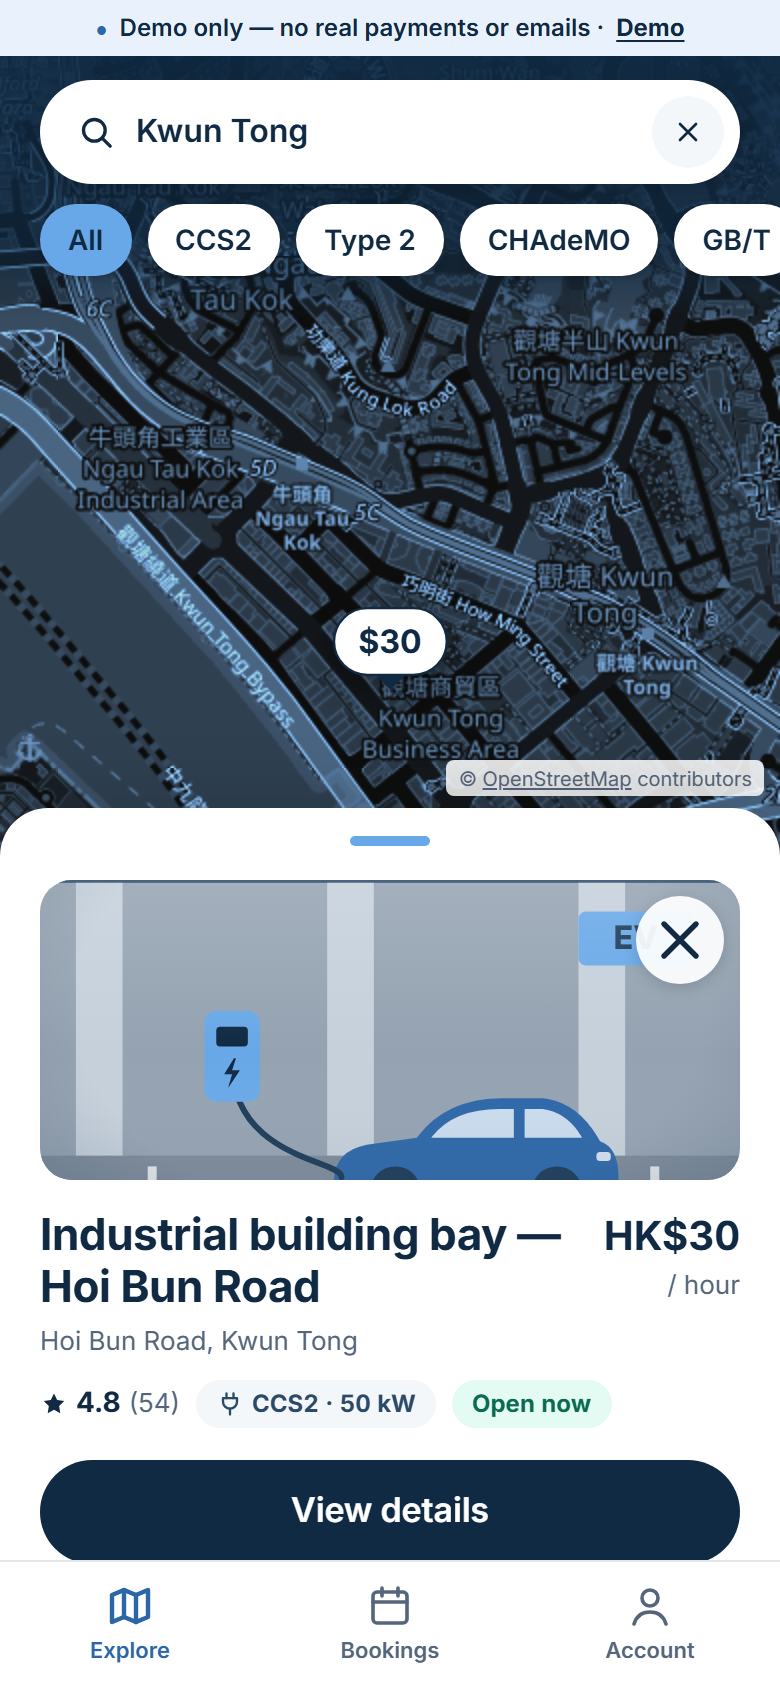 Demo only — no real payments or emails · Demo
Kwun Tong
All
CCS2
Type 2
CHAdeMO
GB/T
Tau Kok
6C
功樂道 Kung Lok Road
觀塘半山 Kwun
Tong Mid-Levels
牛頭角工業區
Ngau Tau Kok
Industrial Area
5D
牛頭角
Ngau Tau
Kok
5C
觀塘繞道 Kwun Tong Bypass
巧明街 How Ming Street
觀塘 Kwun
Tong
$30
觀塘 Kwun
Tong
觀塘商貿區
Kwun Tong
Business Area
© OpenStreetMap contributors
EV
Industrial building bay —
Hoi Bun Road
HK$30
/ hour
Hoi Bun Road, Kwun Tong
4.8 (54)
CCS2 · 50 kW
Open now
View details
Explore
Bookings
Account